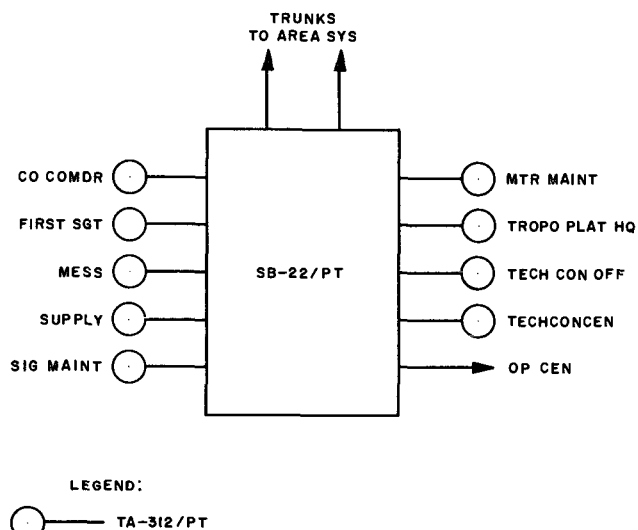 TRUNKS
TO AREA SYS
CO COMDR
FIRST SGT
MESS
SUPPLY
SIG MAINT
SB-22/PT
MTR MAINT
TROPO PLAT HQ
TECH CON OFF
TECHCONCEN
OP CEN
LEGEND:
TA-312/PT